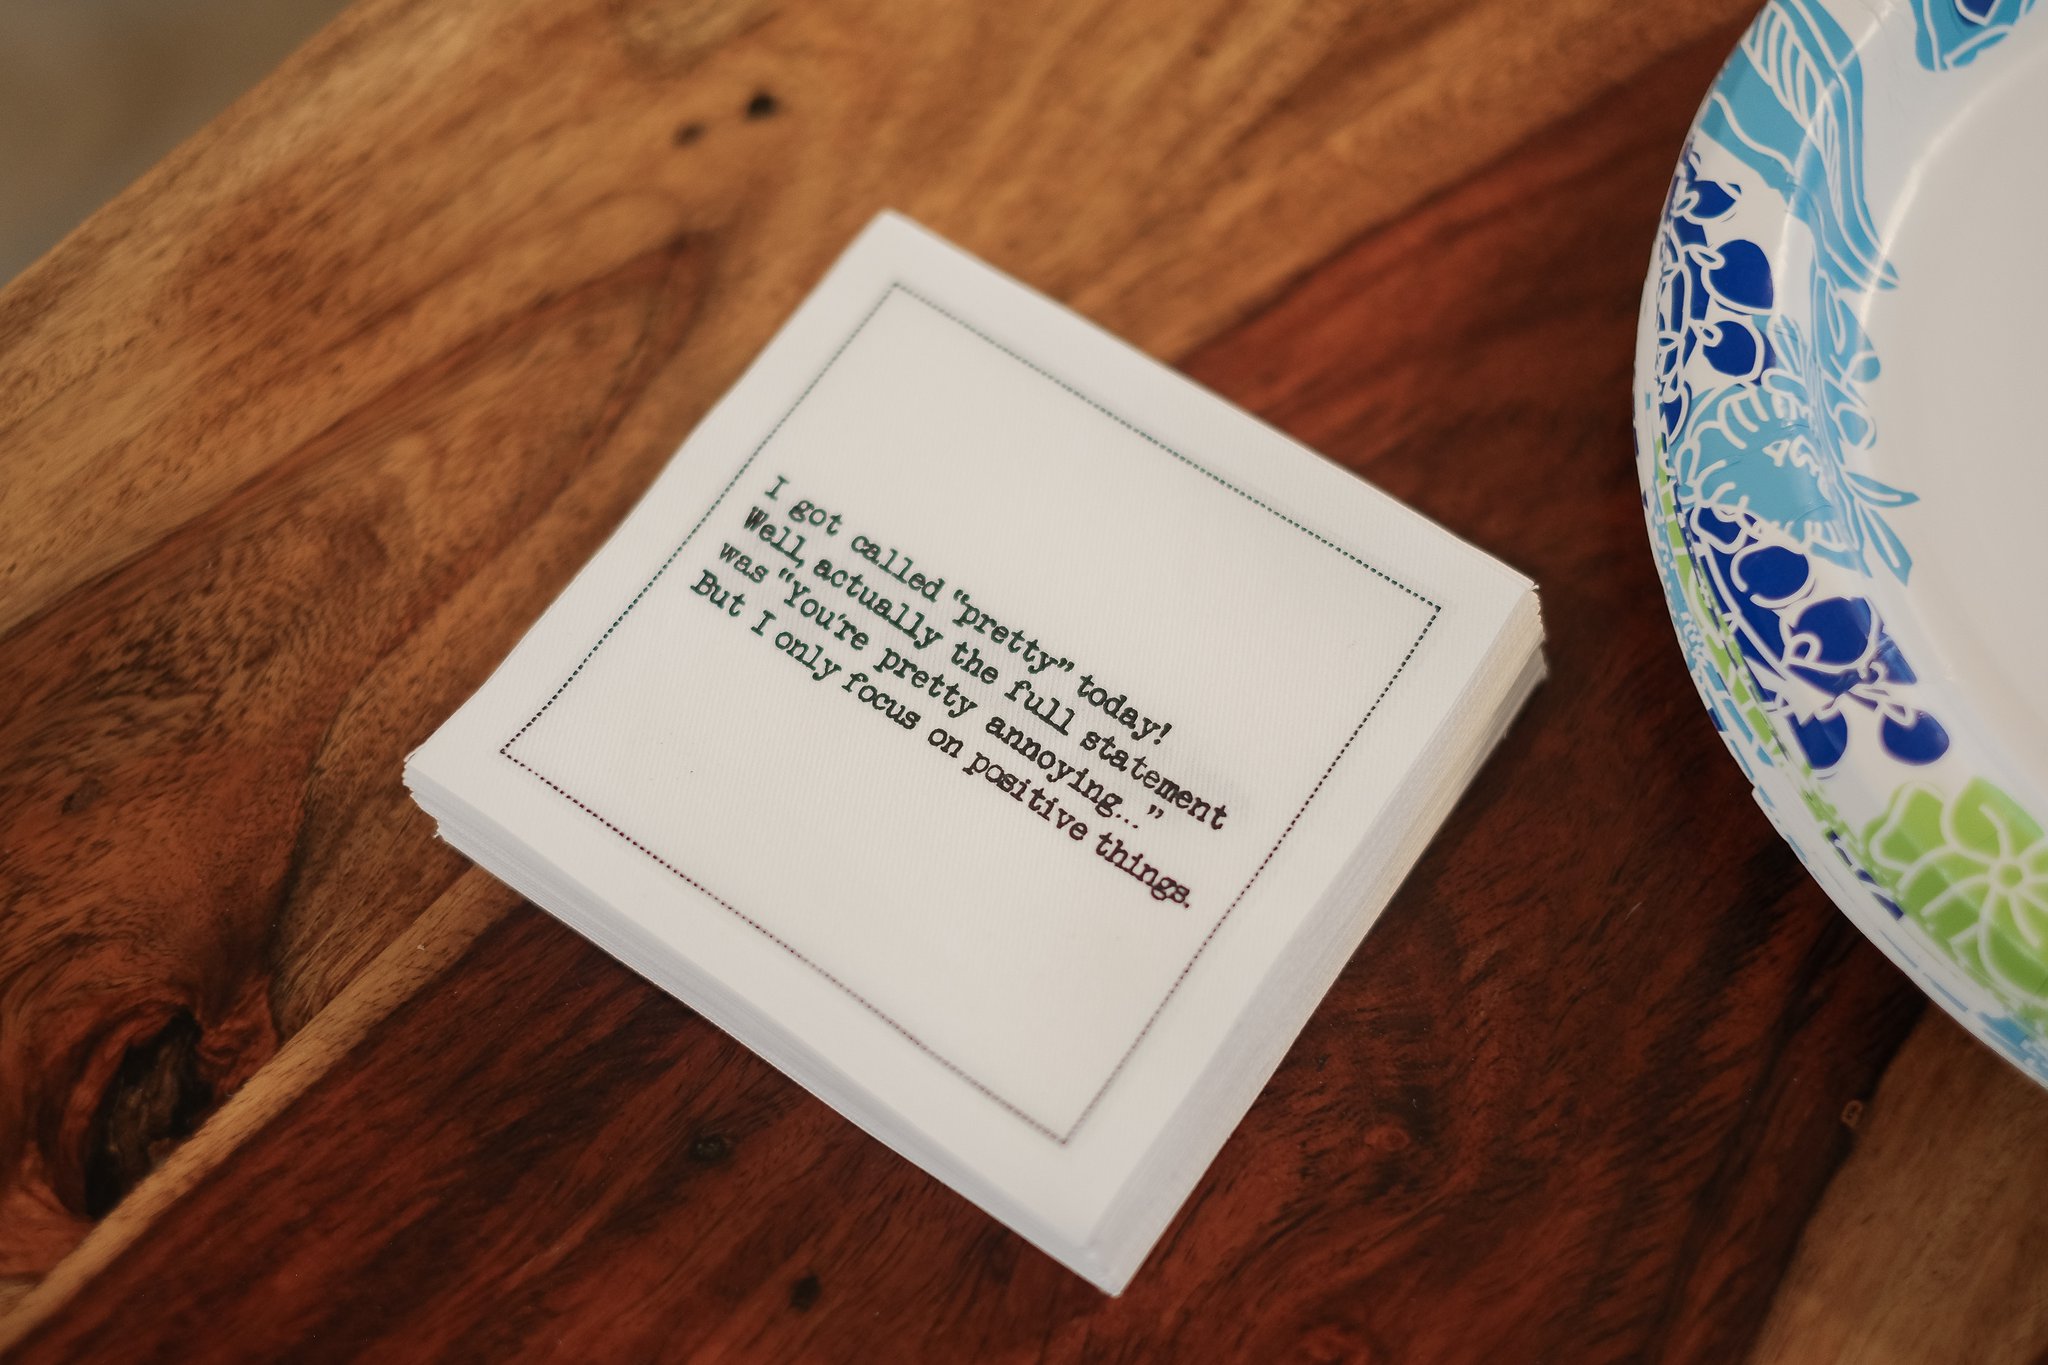 I got called “pretty” today!
Well, actually the full statement
was “You're pretty annoying...”
But I only focus on positive things.